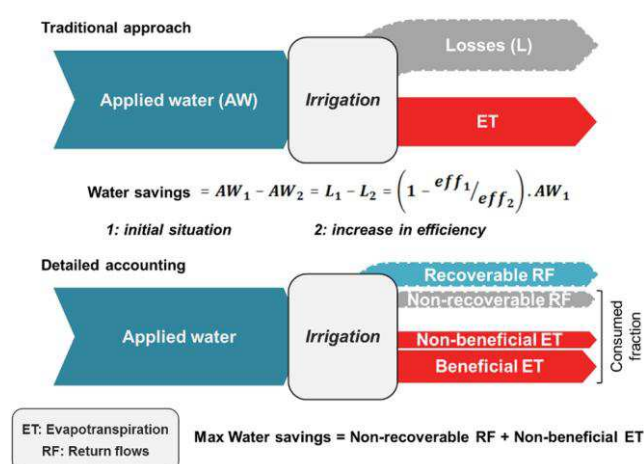 Traditional approach
Losses (L)
Applied water (AW)
Irrigation
ET
Water savings = AW₁ − AW₂ = L₁ − L₂ = (1 − eff₁/eff₂). AW₁
1: initial situation 2: increase in efficiency
Detailed accounting
Recoverable RF
Non-recoverable RF
Applied water
Irrigation
Non-beneficial ET
Beneficial ET
Consumed
fraction
ET: Evapotranspiration
RF: Return flows
Max Water savings = Non-recoverable RF + Non-beneficial ET